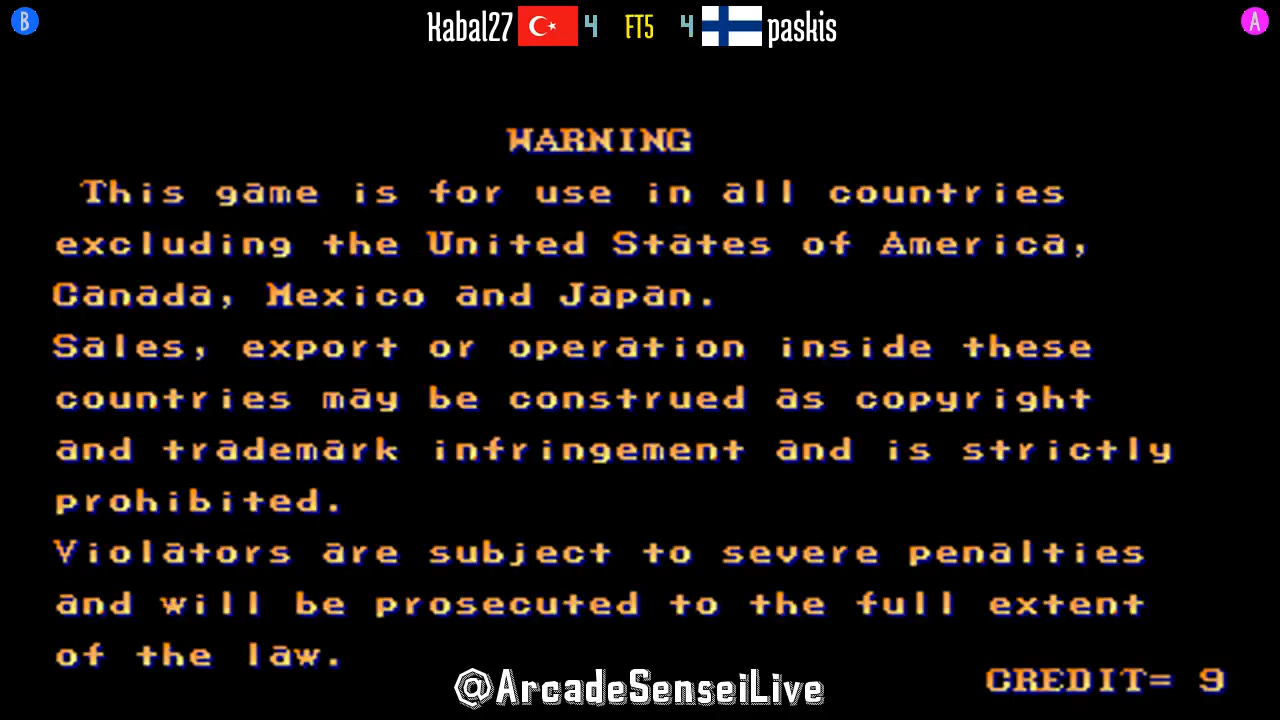 B Kabal27 4 FT5 4 paskis A
WARNING
This game is for use in all countries
excluding the United States of America,
Canada, Mexico and Japan.
Sales, export or operation inside these
countries may be construed as copyright
and trademark infringement and is strictly
prohibited.
Violators are subject to severe penalties
and will be prosecuted to the full extent
of the law.
@ArcadeSenseiLive
CREDIT= 9